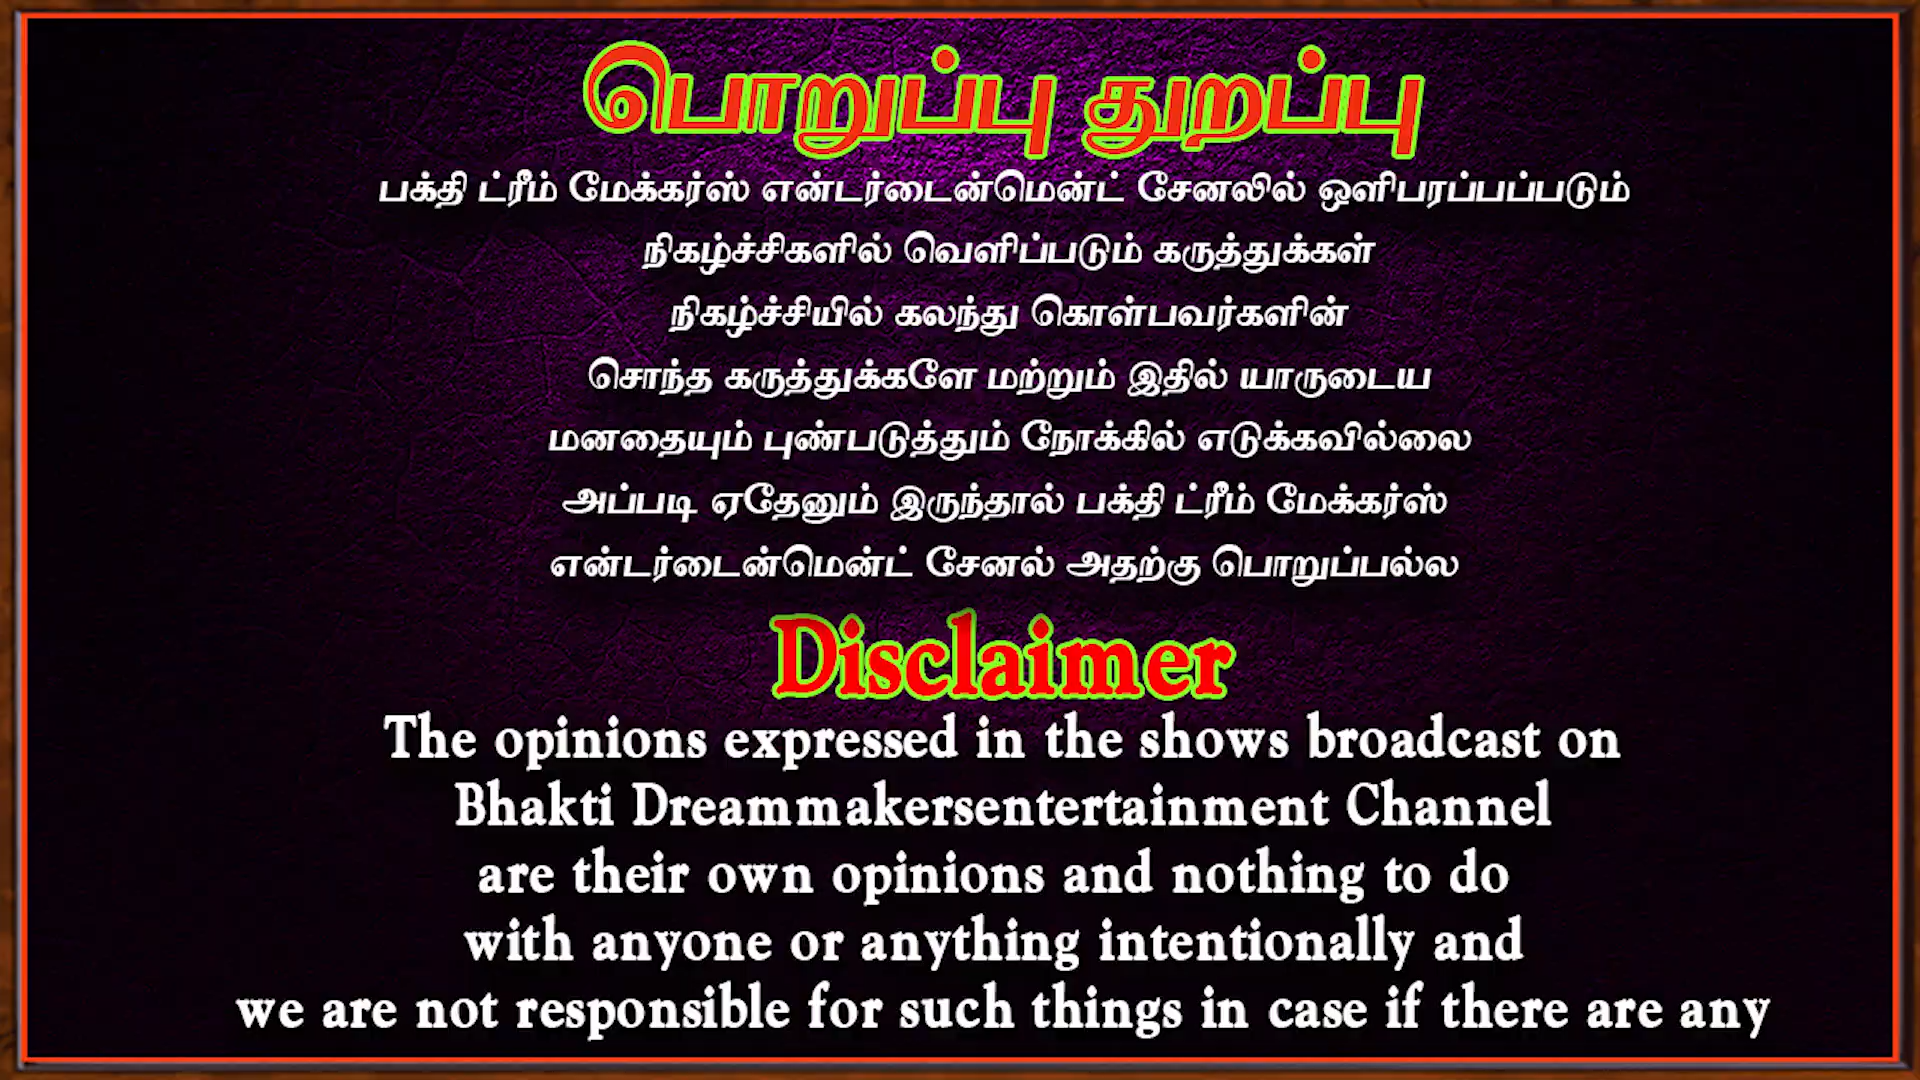 பொறுப்பு துறப்பு
பக்தி ட்ரீம் மேக்கர்ஸ் என்டர்டைன்மென்ட் சேனலில் ஒளிபரப்பப்படும்
நிகழ்ச்சிகளில் வெளிப்படும் கருத்துக்கள்
நிகழ்ச்சியில் கலந்து கொள்பவர்களின்
சொந்த கருத்துக்களே மற்றும் இதில் யாருடைய
மனதையும் புண்படுத்தும் நோக்கில் எடுக்கவில்லை
அப்படி ஏதேனும் இருந்தால் பக்தி ட்ரீம் மேக்கர்ஸ்
என்டர்டைன்மென்ட் சேனல் அதற்கு பொறுப்பல்ல
Disclaimer
The opinions expressed in the shows broadcast on
Bhakti Dreammakersentertainment Channel
are their own opinions and nothing to do
with anyone or anything intentionally and
we are not responsible for such things in case if there are any